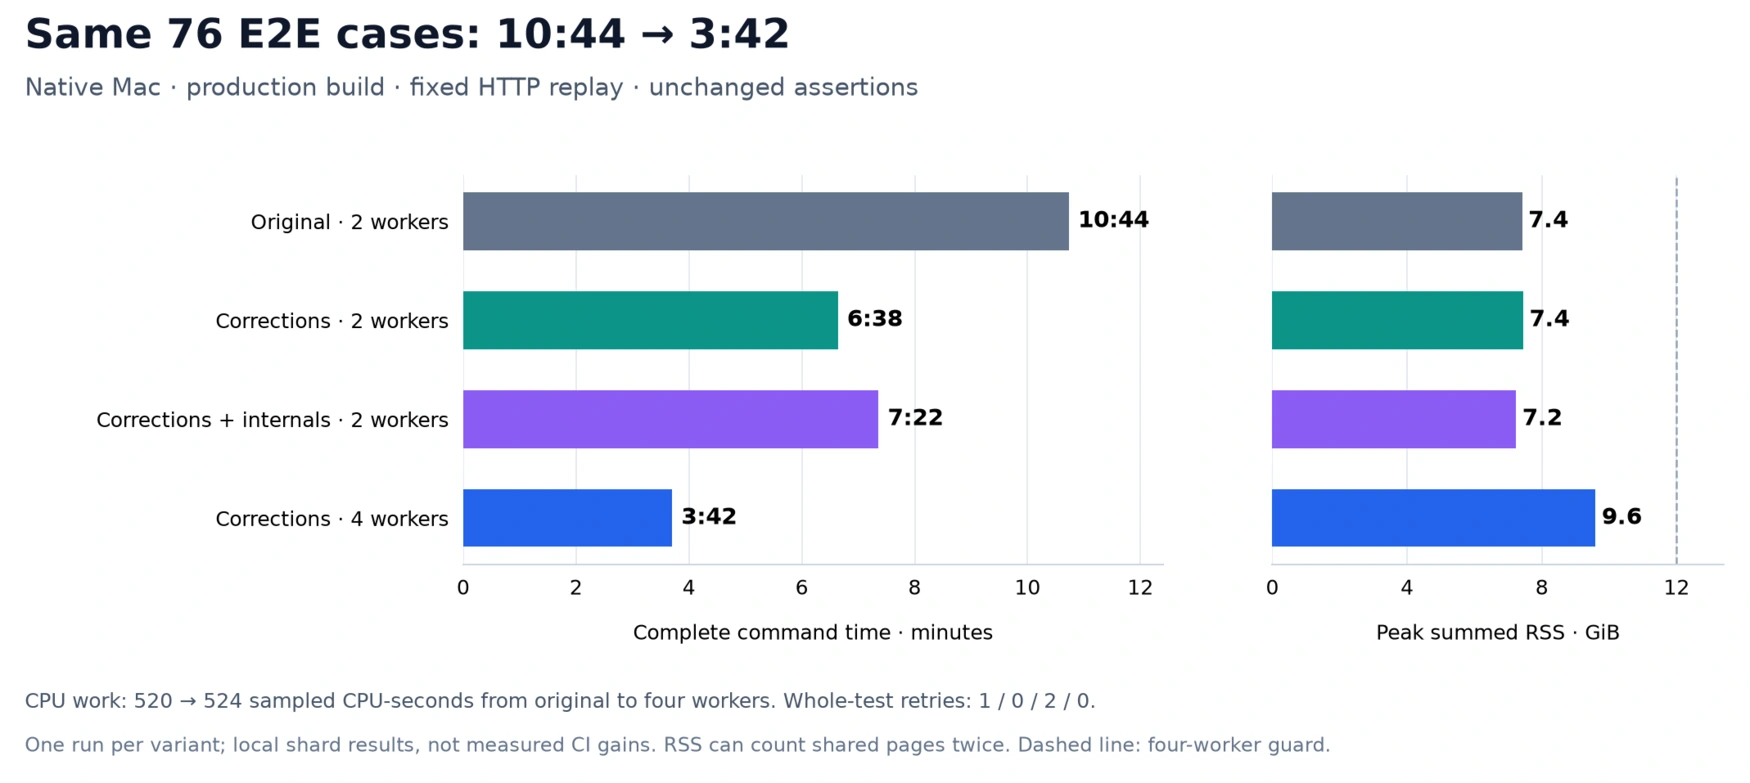 Same 76 E2E cases: 10:44 → 3:42
Native Mac · production build · fixed HTTP replay · unchanged assertions
Original · 2 workers
10:44
7.4
Corrections · 2 workers
6:38
7.4
Corrections + internals · 2 workers
7:22
7.2
Corrections · 4 workers
3:42
9.6
0 2 4 6 8 10 12
0 4 8 12
Complete command time · minutes
Peak summed RSS · GiB
CPU work: 520 → 524 sampled CPU-seconds from original to four workers. Whole-test retries: 1 / 0 / 2 / 0.
One run per variant; local shard results, not measured CI gains. RSS can count shared pages twice. Dashed line: four-worker guard.